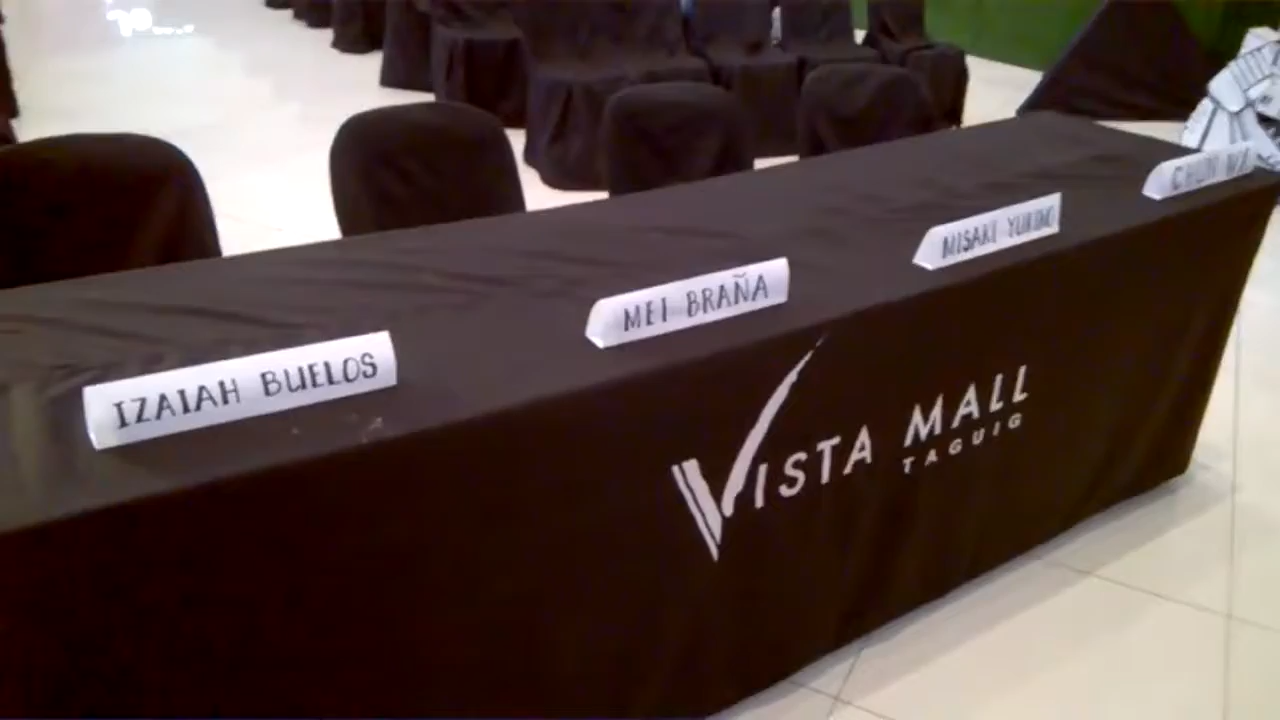 IZAIAH BUELOS
MEI BRAÑA
MISAKI YUKINO
VISTA MALL
TAGUIG